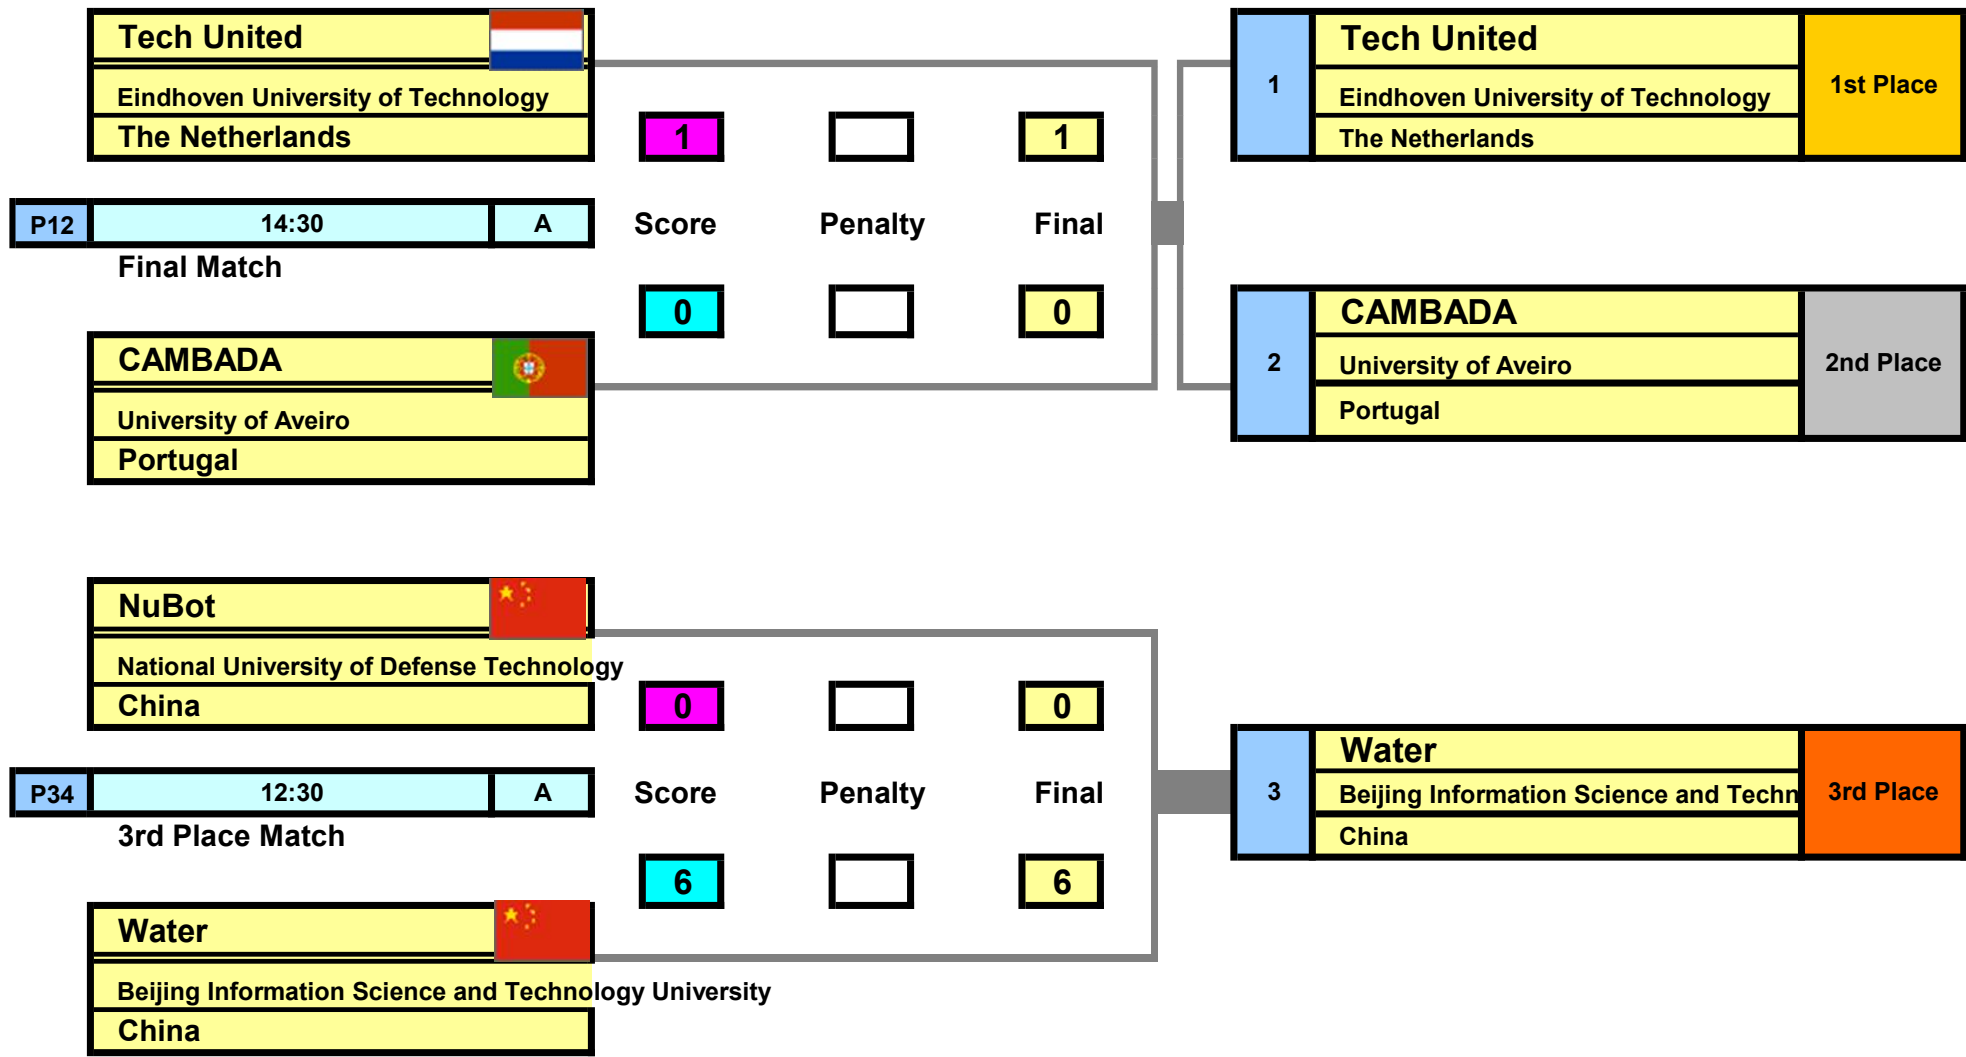 Tech United
Eindhoven University of Technology
The Netherlands
1
1
P12 14:30 A Score Penalty Final
Final Match
0
0
CAMBADA
University of Aveiro
Portugal
1
Tech United
Eindhoven University of Technology
The Netherlands
1st Place
2
CAMBADA
University of Aveiro
Portugal
2nd Place
NuBot
National University of Defense Technology
China
0
0
P34 12:30 A Score Penalty Final
3rd Place Match
6
6
Water
Beijing Information Science and Technology University
China
3
Water
Beijing Information Science and Techn
China
3rd Place